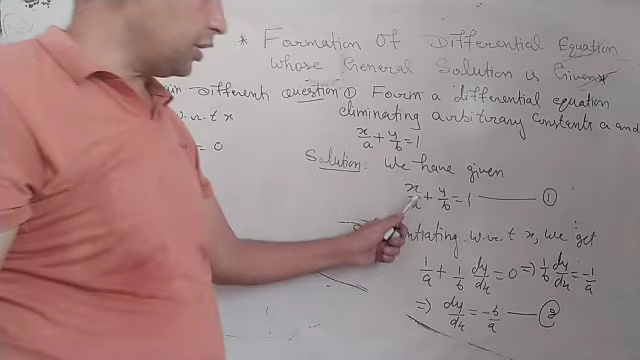 * Formation Of Differential Equation
whose General Solution is Given*
Different question ① Form a differential equation
w.r.t x eliminating arbitrary Constants a and
= 0 x/a + y/b = 1
Solution: We have given
x/a + y/b = 1 —— ①
w.r.t x, we get
1/a + 1/b dy/dx = 0 ⇒ 1/b dy/dx = -1/a
⇒ dy/dx = -b/a —— ②